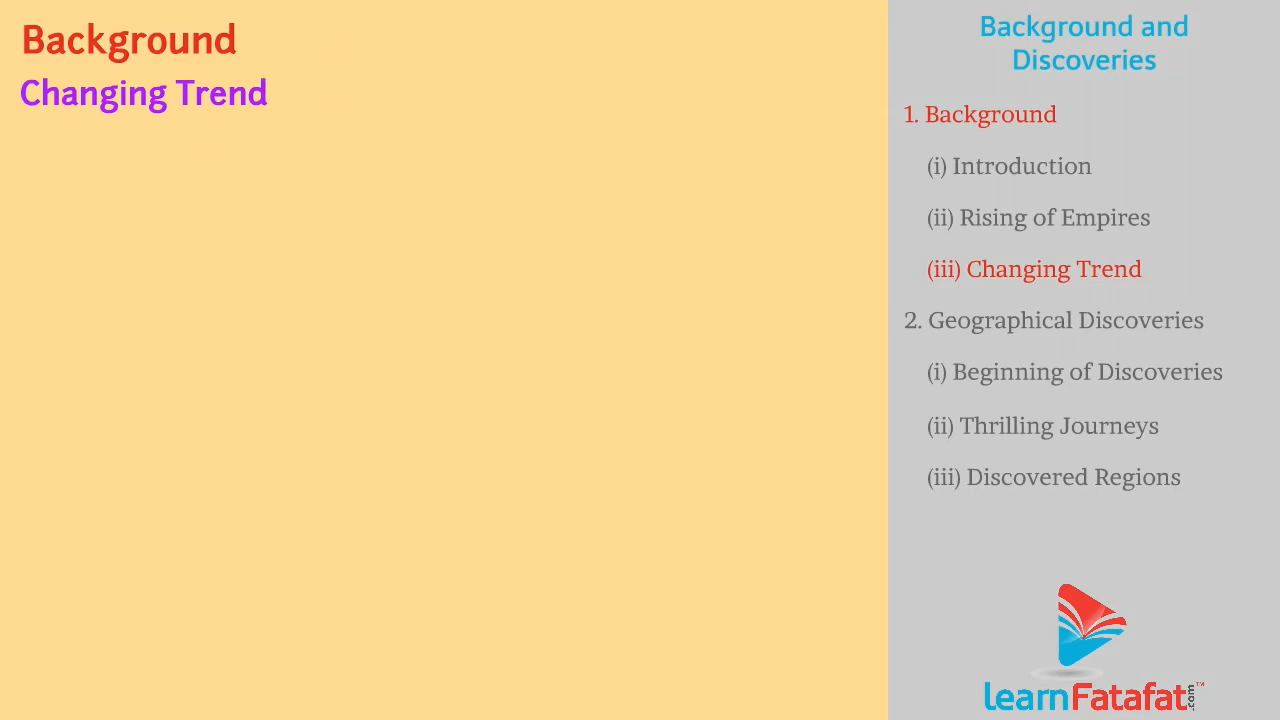 Background
Changing Trend
Background and
Discoveries
1. Background
(i) Introduction
(ii) Rising of Empires
(iii) Changing Trend
2. Geographical Discoveries
(i) Beginning of Discoveries
(ii) Thrilling Journeys
(iii) Discovered Regions
learnFatafat.com™